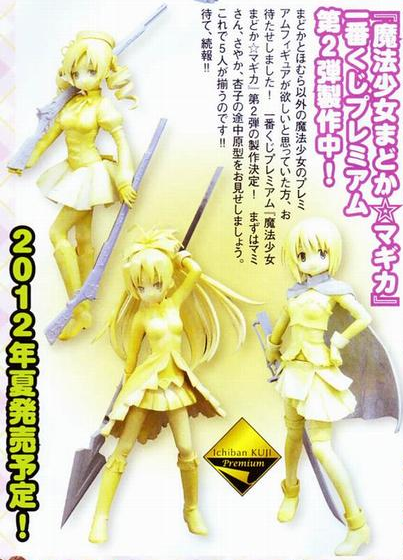 『魔法少女まどか☆マギカ』
一番くじプレミアム
第2弾製作中！
まどかとほむら以外の魔法少女のプレミ
アムフィギュアが欲しいと思っていた方、お
待たせしました！　一番くじプレミアム『魔法少女
まどか☆マギカ』第2弾の製作決定！　まずはマミ
さん、さやか、杏子の途中原型をお見せしましょう。
これで5人が揃うのです!!
待て、続報!!
2012年夏発売予定！
Ichiban KUJI
Premium